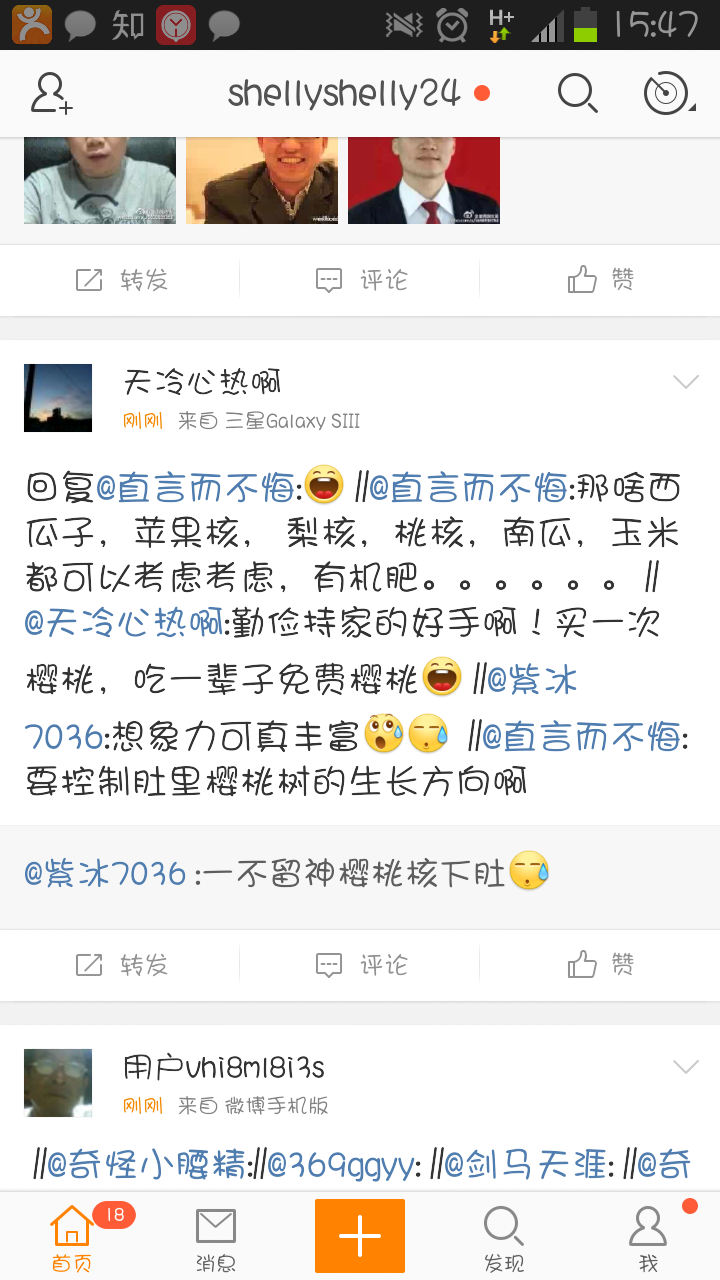 知 H+ 15:47
shellyshelly24
转发 评论 赞
天冷心热啊
刚刚 来自 三星Galaxy SIII
回复@直言而不悔: //@直言而不悔:那啥西
瓜子，苹果核， 梨核，桃核，南瓜，玉米
都可以考虑考虑，有机肥。。。。。。//
@天冷心热啊:勤俭持家的好手啊！买一次
樱桃，吃一辈子免费樱桃 //@紫冰
7036:想象力可真丰富 //@直言而不悔:
要控制肚里樱桃树的生长方向啊
@紫冰7036 :一不留神樱桃核下肚
转发 评论 赞
用户vhi8ml8i3s
刚刚 来自 微博手机版
//@奇怪小腰精://@369ggyy: //@剑马天涯: //@奇
18
首页 消息 发现 我